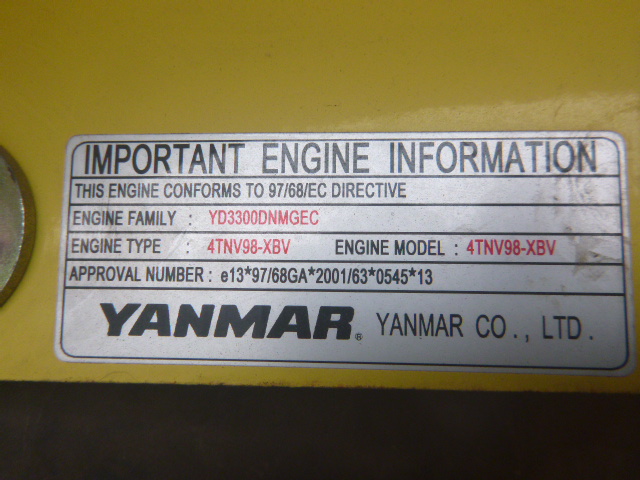 IMPORTANT ENGINE INFORMATION
THIS ENGINE CONFORMS TO 97/68/EC DIRECTIVE
ENGINE FAMILY : YD3300DNMGEC
ENGINE TYPE : 4TNV98-XBV ENGINE MODEL : 4TNV98-XBV
APPROVAL NUMBER : e13*97/68GA*2001/63*0545*13
YANMAR® YANMAR CO., LTD.